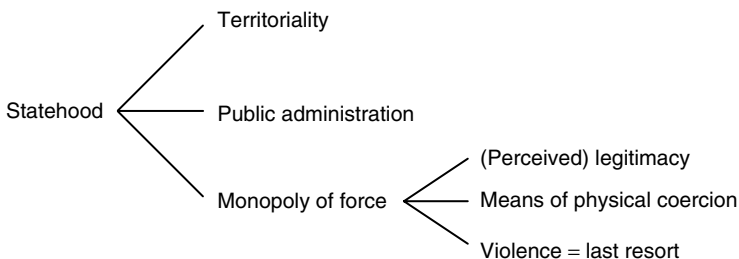 Territoriality
Statehood
Public administration
(Perceived) legitimacy
Monopoly of force
Means of physical coercion
Violence = last resort